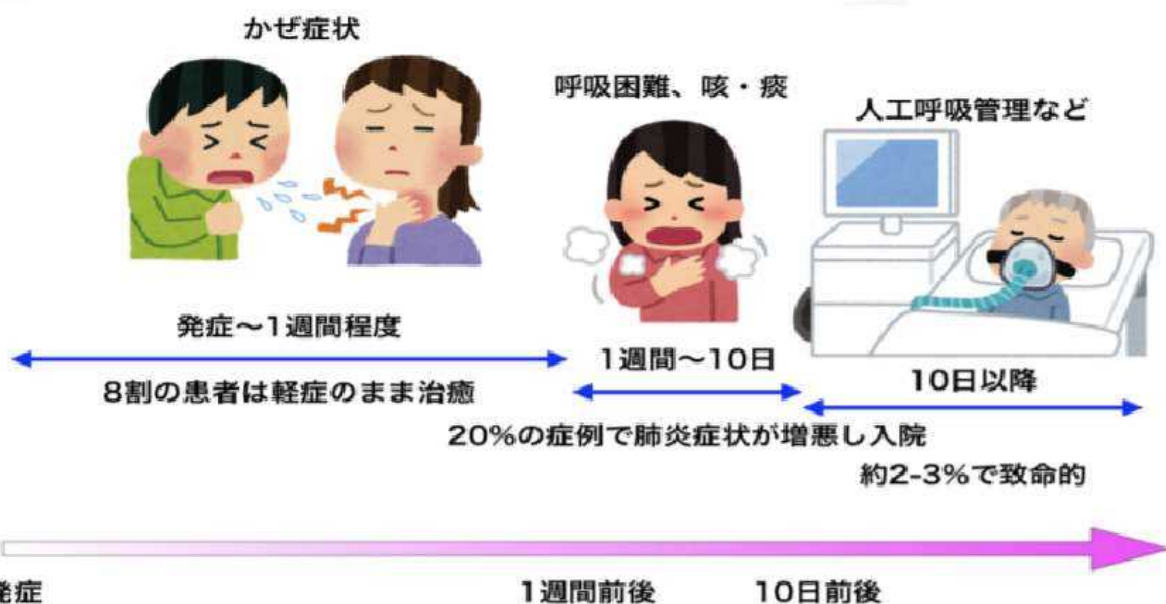 かぜ症状
呼吸困難、咳・痰
人工呼吸管理など
発症〜1週間程度
8割の患者は軽症のまま治癒
1週間〜10日
20%の症例で肺炎症状が増悪し入院
10日以降
約2-3%で致命的
発症
1週間前後
10日前後